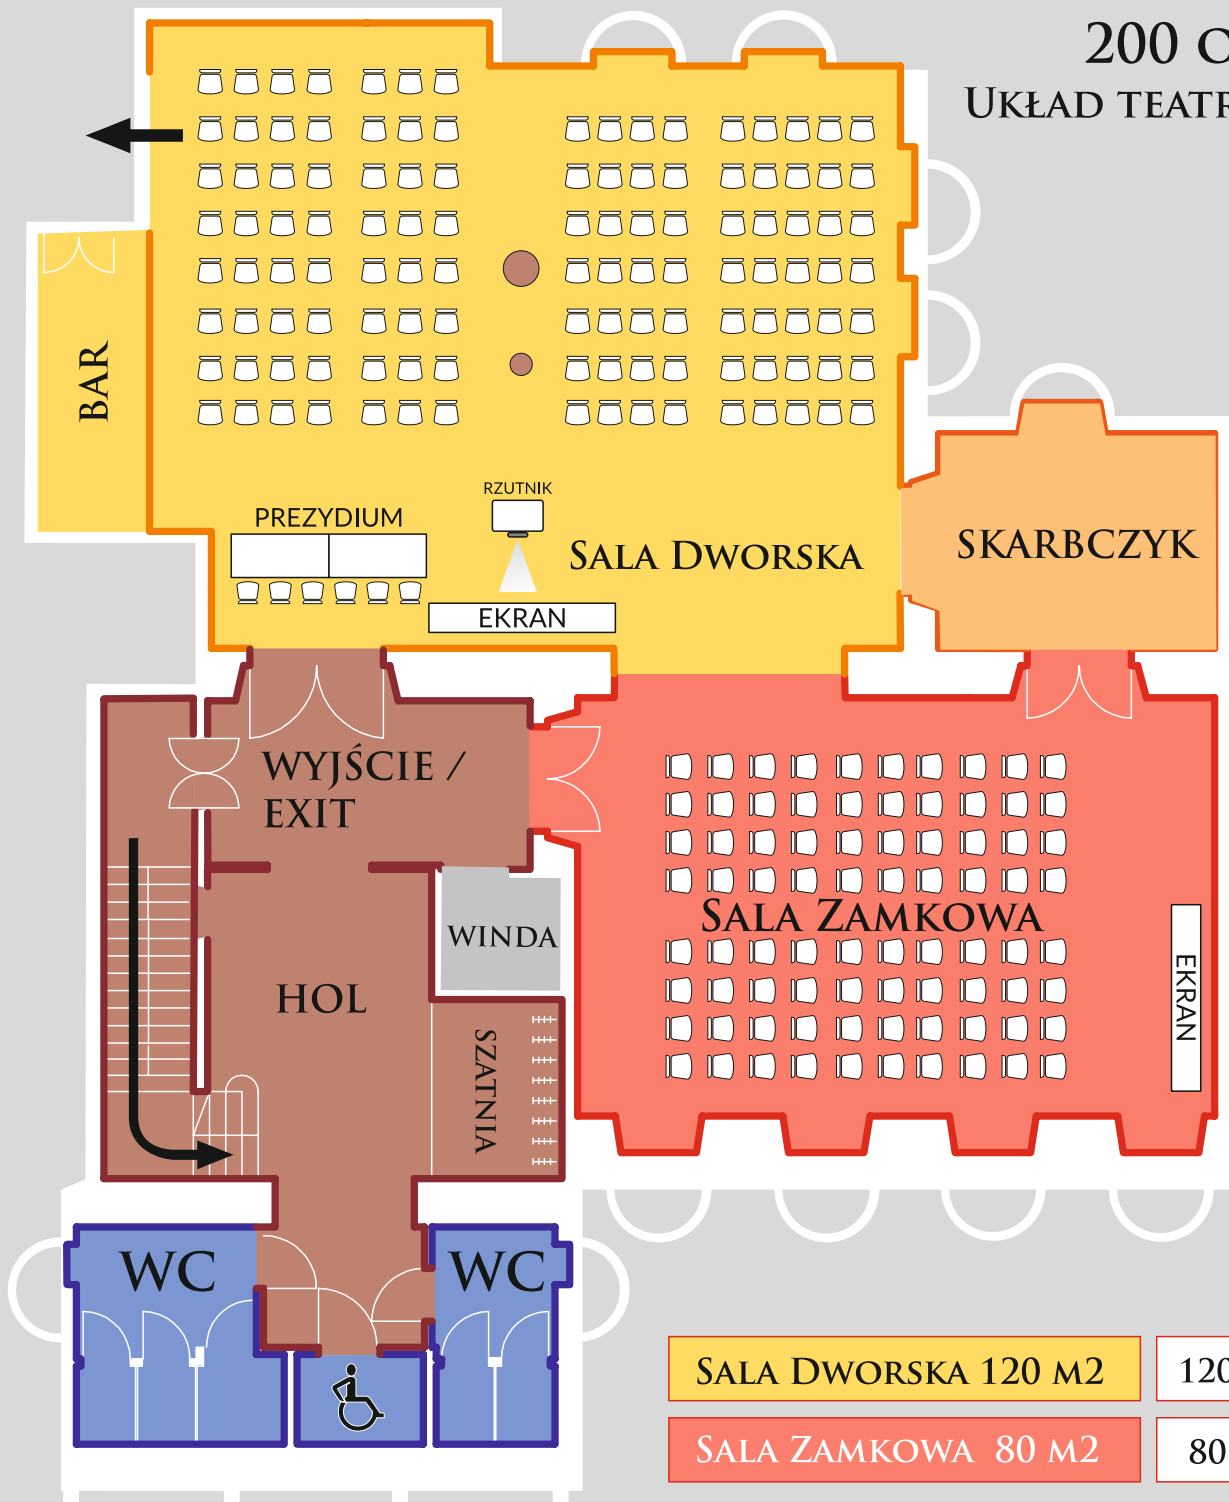 200
UKŁAD
BAR
RZUTNIK
PREZYDIUM
SALA DWORSKA
EKRAN
SKARBCZYK
WYJŚCIE /
EXIT
WINDA
SALA ZAMKOWA
HOL
SZATNIA
EKRAN
WC
WC
SALA DWORSKA 120 M2
120
SALA ZAMKOWA 80 M2
80